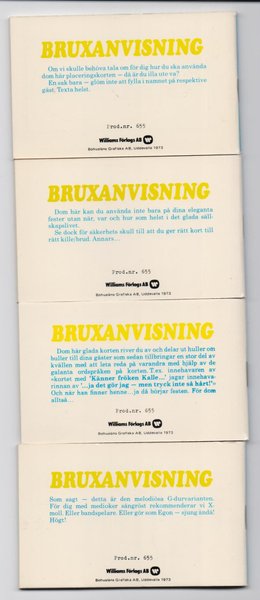 BRUXANVISNING
Om vi skulle behöva tala om för dig hur du ska använda
dom här placeringskorten — då är du illa ute va?
En sak bara — glöm inte att fylla i namnet på respektive
gäst. Texta helst.
Prod.nr. 655
Williams Förlags AB
Bohusläns Grafiska AB, Uddevalla 1973
BRUXANVISNING
Dom här kan du använda inte bara på dina eleganta
fester utan när, var och hur som helst i det glada säll-
skapslivet.
Se dock för säkerhets skull till att du ger rätt kort till
rätt kille/brud. Annars...
Prod.nr. 655
Williams Förlags AB
Bohusläns Grafiska AB, Uddevalla 1973
BRUXANVISNING
Dom här glada korten river du av och delar ut huller om
buller till dina gäster som sedan tillbringar en stor del av
kvällen med att leta reda på varandra med hjälp av de
galanta ordspråken på korten. T.ex. innehavaren av
«kortet med "Känner fröken Kalle...' jagar innehava-
rinnan av '...ja det gör jag — men tryck inte så hårt!"»
Och när han finner henne... ja då börjar festen. För dom
alltså...
Prod.nr. 655
Williams Förlags AB
Bohusläns Grafiska AB, Uddevalla 1973
BRUXANVISNING
Som sagt — detta är den melodiösa G-durvarianten.
För dig med medioker sångröst rekommenderar vi X-
moll. Eller bandspelare. Eller gör som Egon — sjung ändå!
Högt!
Prod.nr. 655
Williams Förlags AB
Bohusläns Grafiska AB, Uddevalla 1973